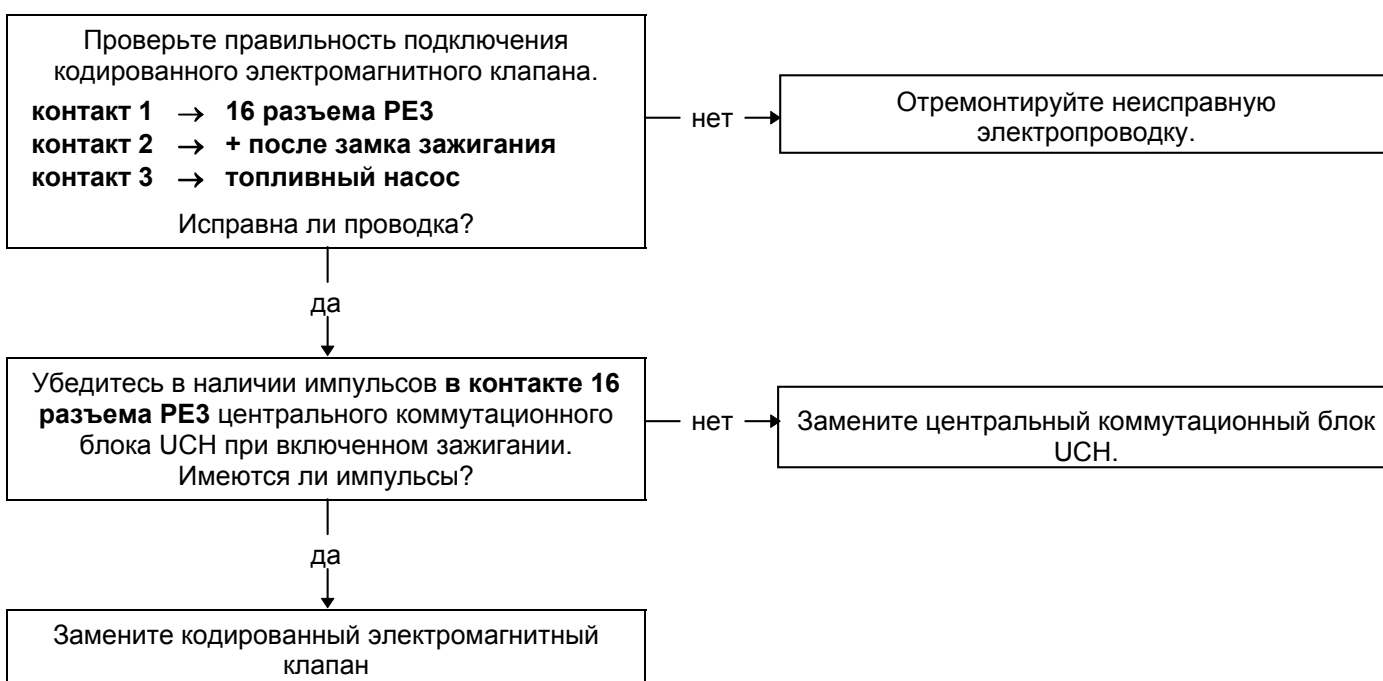 Проверьте правильность подключения
кодированного электромагнитного клапана.
контакт 1 → 16 разъема PE3
контакт 2 → + после замка зажигания
контакт 3 → топливный насос
Исправна ли проводка?
нет
Отремонтируйте неисправную
электропроводку.
да
Убедитесь в наличии импульсов в контакте 16
разъема PE3 центрального коммутационного
блока UCH при включенном зажигании.
Имеются ли импульсы?
нет
Замените центральный коммутационный блок
UCH.
да
Замените кодированный электромагнитный
клапан